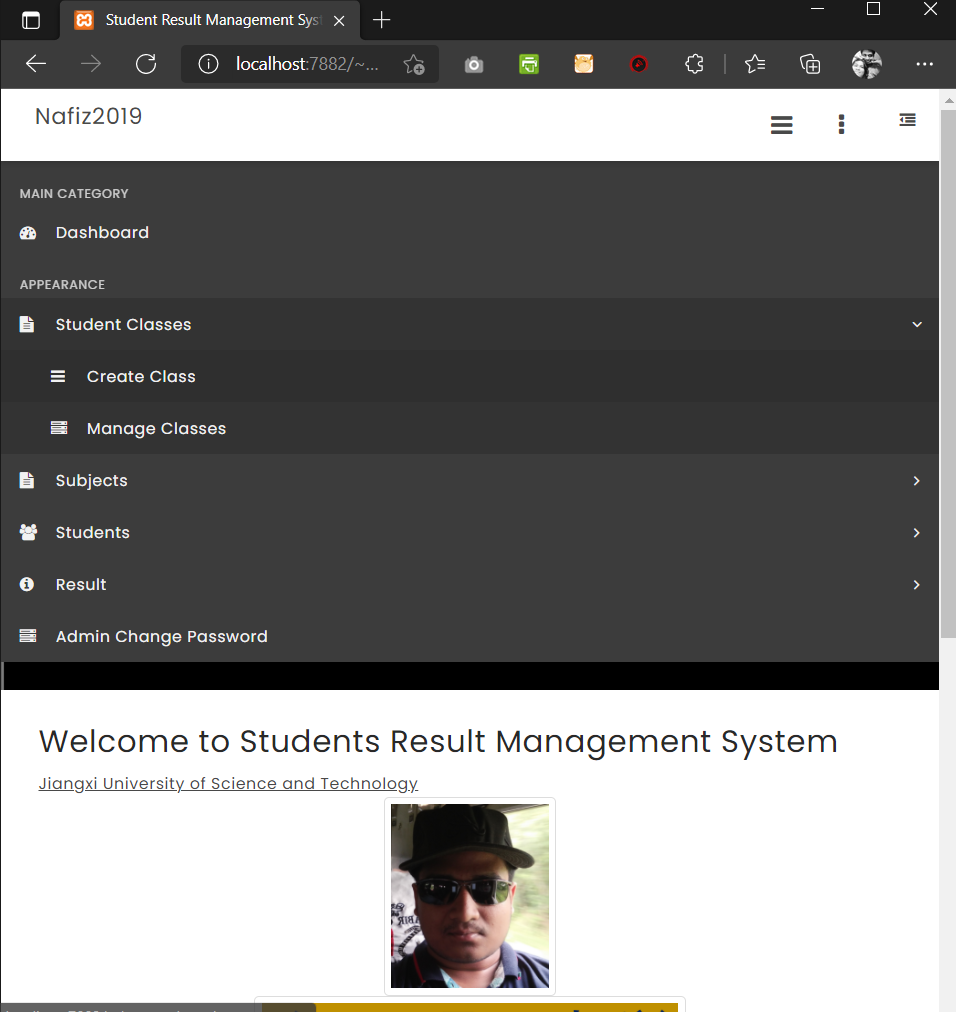 Student Result Management Sys
localhost:7882/~...
Nafiz2019
MAIN CATEGORY
Dashboard
APPEARANCE
Student Classes
Create Class
Manage Classes
Subjects
Students
Result
Admin Change Password
Welcome to Students Result Management System
Jiangxi University of Science and Technology